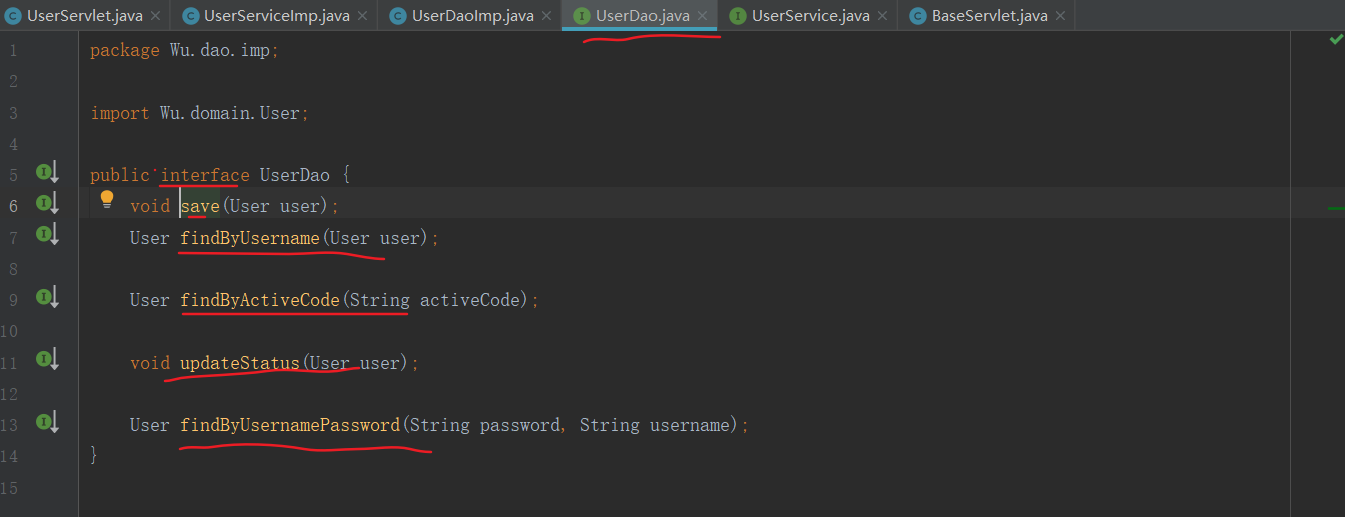 UserServlet.java UserServiceImp.java UserDaoImp.java UserDao.java UserService.java BaseServlet.java
1 package Wu.dao.imp;
2
3 import Wu.domain.User;
4
5 public interface UserDao {
6 void save(User user);
7 User findByUsername(User user);
8
9 User findByActiveCode(String activeCode);
10
11 void updateStatus(User user);
12
13 User findByUsernamePassword(String password, String username);
14 }
15